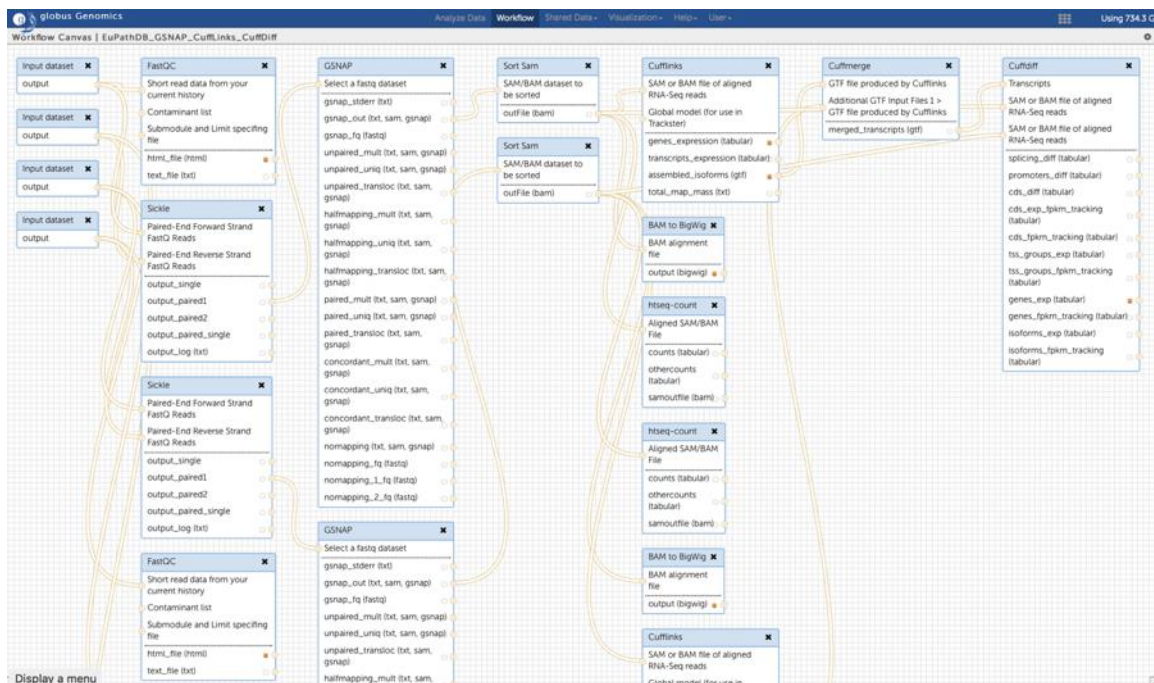 globus Genomics
Analyze Data Workflow Shared Data Visualization Help User
Using 734.3 G
Workflow Canvas | EuPathDB_GSNAP_CuffLinks_CuffDiff
Input dataset
output
Input dataset
output
Input dataset
output
Input dataset
output
FastQC
Short read data from your
current history
Contaminant list
Submodule and Limit specifing
file
html_file (html)
text_file (txt)
Sickle
Paired-End Forward Strand
FastQ Reads
Paired-End Reverse Strand
FastQ Reads
output_single
output_paired1
output_paired2
output_paired_single
output_log (txt)
Sickle
Paired-End Forward Strand
FastQ Reads
Paired-End Reverse Strand
FastQ Reads
output_single
output_paired1
output_paired2
output_paired_single
output_log (txt)
FastQC
Short read data from your
current history
Contaminant list
Submodule and Limit specifing
file
html_file (html)
text_file (txt)
GSNAP
Select a fastq dataset
gsnap_stderr (txt)
gsnap_out (txt, sam, gsnap)
gsnap_fq (fastq)
unpaired_mult (txt, sam, gsnap)
unpaired_uniq (txt, sam, gsnap)
unpaired_transloc (txt, sam,
gsnap)
halfmapping_mult (txt, sam,
gsnap)
halfmapping_uniq (txt, sam,
gsnap)
halfmapping_transloc (txt, sam,
gsnap)
paired_mult (txt, sam, gsnap)
paired_uniq (txt, sam, gsnap)
paired_transloc (txt, sam,
gsnap)
concordant_mult (txt, sam,
gsnap)
concordant_uniq (txt, sam,
gsnap)
concordant_transloc (txt, sam,
gsnap)
nomapping (txt, sam, gsnap)
nomapping_fq (fastq)
nomapping_1_fq (fastq)
nomapping_2_fq (fastq)
GSNAP
Select a fastq dataset
gsnap_stderr (txt)
gsnap_out (txt, sam, gsnap)
gsnap_fq (fastq)
unpaired_mult (txt, sam, gsnap)
unpaired_uniq (txt, sam, gsnap)
unpaired_transloc (txt, sam,
gsnap)
halfmapping_mult (txt, sam,
Sort Sam
SAM/BAM dataset to
be sorted
outFile (bam)
Sort Sam
SAM/BAM dataset to
be sorted
outFile (bam)
Cufflinks
SAM or BAM file of aligned
RNA-Seq reads
Global model (for use in
Trackster)
genes_expression (tabular)
transcripts_expression (tabular)
assembled_isoforms (gtf)
total_map_mass (txt)
BAM to BigWig
BAM alignment
file
output (bigwig)
htseq-count
Aligned SAM/BAM
File
counts (tabular)
othercounts
(tabular)
samoutfile (bam)
htseq-count
Aligned SAM/BAM
File
counts (tabular)
othercounts
(tabular)
samoutfile (bam)
BAM to BigWig
BAM alignment
file
output (bigwig)
Cufflinks
SAM or BAM file of aligned
RNA-Seq reads
Global model (for use in
Cuffmerge
GTF file produced by Cufflinks
Additional GTF Input Files 1 >
GTF file produced by Cufflinks
merged_transcripts (gtf)
Cuffdiff
Transcripts
SAM or BAM file of aligned
RNA-Seq reads
SAM or BAM file of aligned
RNA-Seq reads
splicing_diff (tabular)
promoters_diff (tabular)
cds_diff (tabular)
cds_exp_fpkm_tracking
(tabular)
cds_fpkm_tracking (tabular)
tss_groups_exp (tabular)
tss_groups_fpkm_tracking
(tabular)
genes_exp (tabular)
genes_fpkm_tracking (tabular)
isoforms_exp (tabular)
isoforms_fpkm_tracking
(tabular)
Display a menu